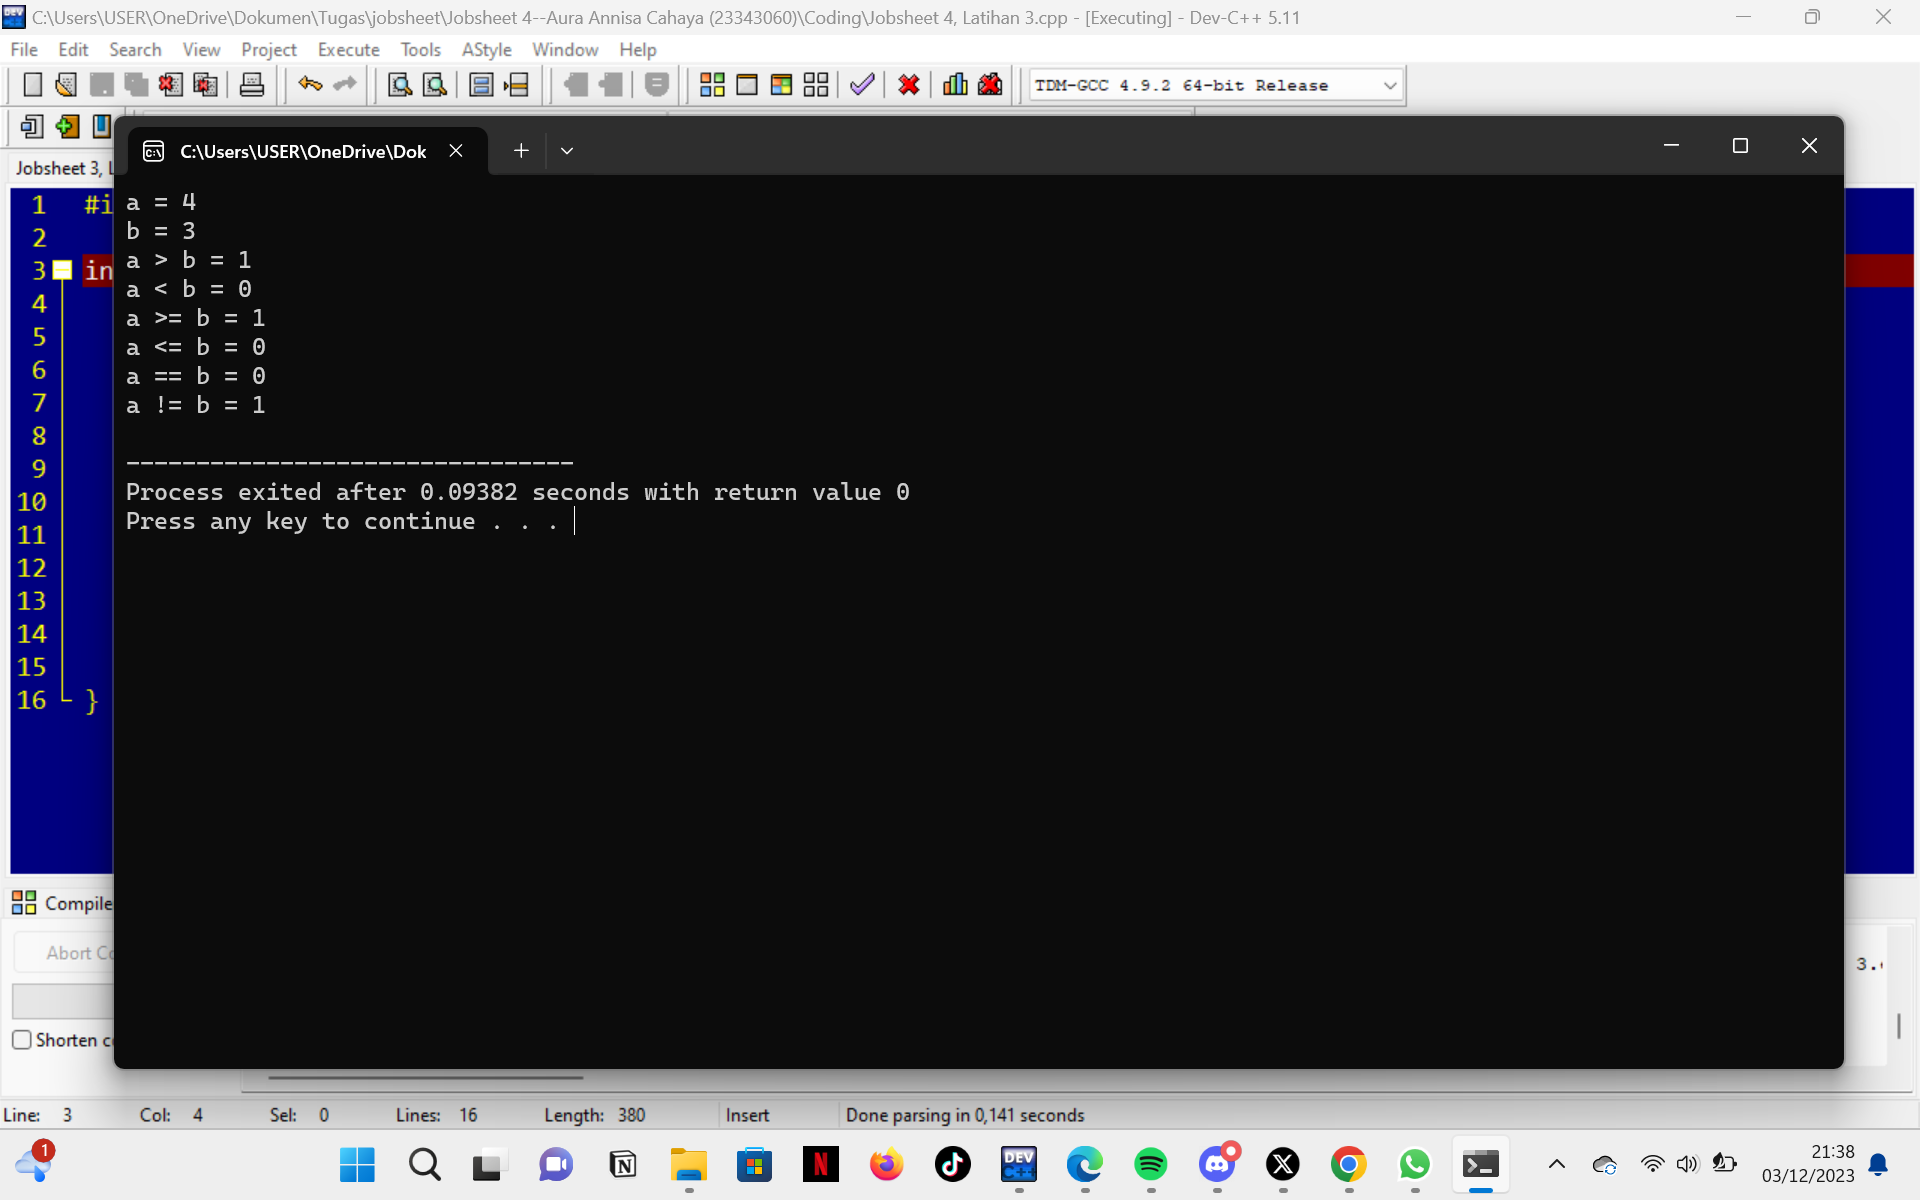 C:\Users\USER\OneDrive\Dokumen\Tugas\jobsheet\Jobsheet 4--Aura Annisa Cahaya (23343060)\Coding\Jobsheet 4, Latihan 3.cpp - [Executing] - Dev-C++ 5.11
File Edit Search View Project Execute Tools AStyle Window Help
TDM-GCC 4.9.2 64-bit Release
C:\Users\USER\OneDrive\Dok
Jobsheet 3,
1 #i
2
3 in
4
5
6
7
8
9
10
11
12
13
14
15
16 }
a = 4
b = 3
a > b = 1
a < b = 0
a >= b = 1
a <= b = 0
a == b = 0
a != b = 1
--------------------------------
Process exited after 0.09382 seconds with return value 0
Press any key to continue . . .
Compile
Abort
3.
Shorten
Line: 3 Col: 4 Sel: 0 Lines: 16 Length: 380 Insert Done parsing in 0,141 seconds
1
DEV
C++
21:38
03/12/2023